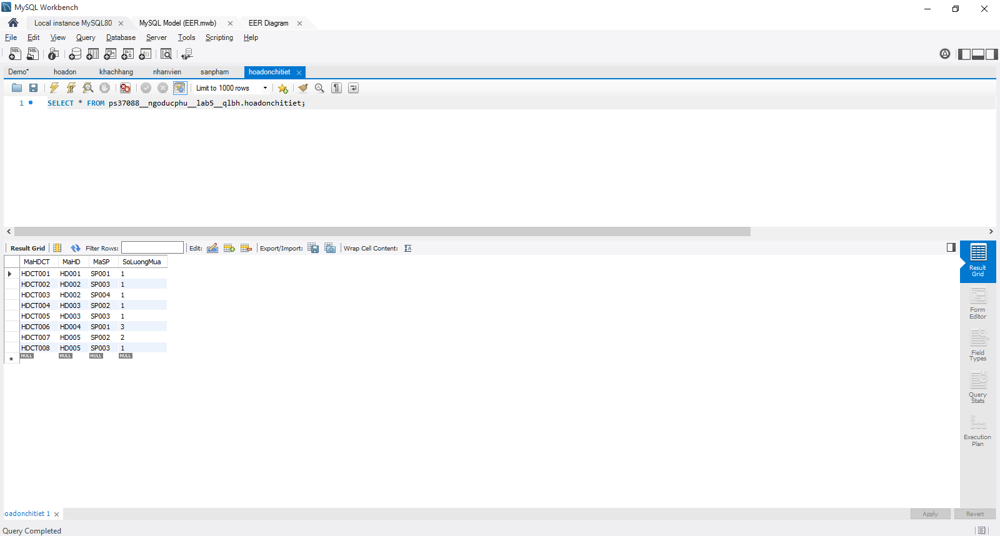 MySQL Workbench
Local instance MySQL80 MySQL Model (EER.mwb) EER Diagram
File Edit View Query Database Server Tools Scripting Help
Demo* hoadon khachhang nhanvien sanpham hoadonchitiet
Limit to 1000 rows
1 SELECT * FROM ps37088__ngoducphu__lab5__qlbh.hoadonchitiet;
Result Grid Filter Rows: Edit: Export/Import: Wrap Cell Content:
MaHDCT MaHD MaSP SoLuongMua
HDCT001 HD001 SP001 1
HDCT002 HD002 SP003 1
HDCT003 HD002 SP004 1
HDCT004 HD003 SP002 1
HDCT005 HD003 SP003 1
HDCT006 HD004 SP001 3
HDCT007 HD005 SP002 2
HDCT008 HD005 SP003 1
NULL NULL NULL NULL
Result
Grid
Form
Editor
Field
Types
Query
Stats
Execution
Plan
oadonchitiet 1 Apply Revert
Query Completed